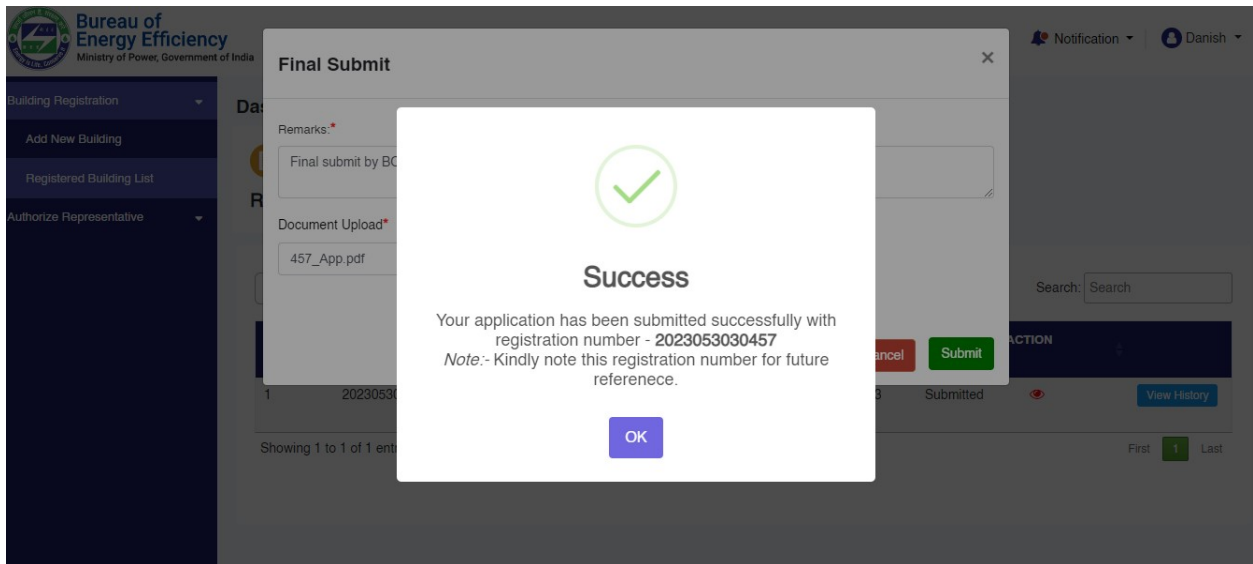 Bureau of
Energy Efficiency
Ministry of Power, Government of India
Notification
Danish
Building Registration
Add New Building
Registered Building List
Authorize Representative
Final Submit
×
Remarks:*
Final submit by
Document Upload*
457_App.pdf
Submit
Success
Your application has been submitted successfully with
registration number - 2023053030457
Note:- Kindly note this registration number for future
referenece.
OK
Search: Search
ACTION
1 Submitted View History
Showing 1 to 1 of 1
First 1 Last